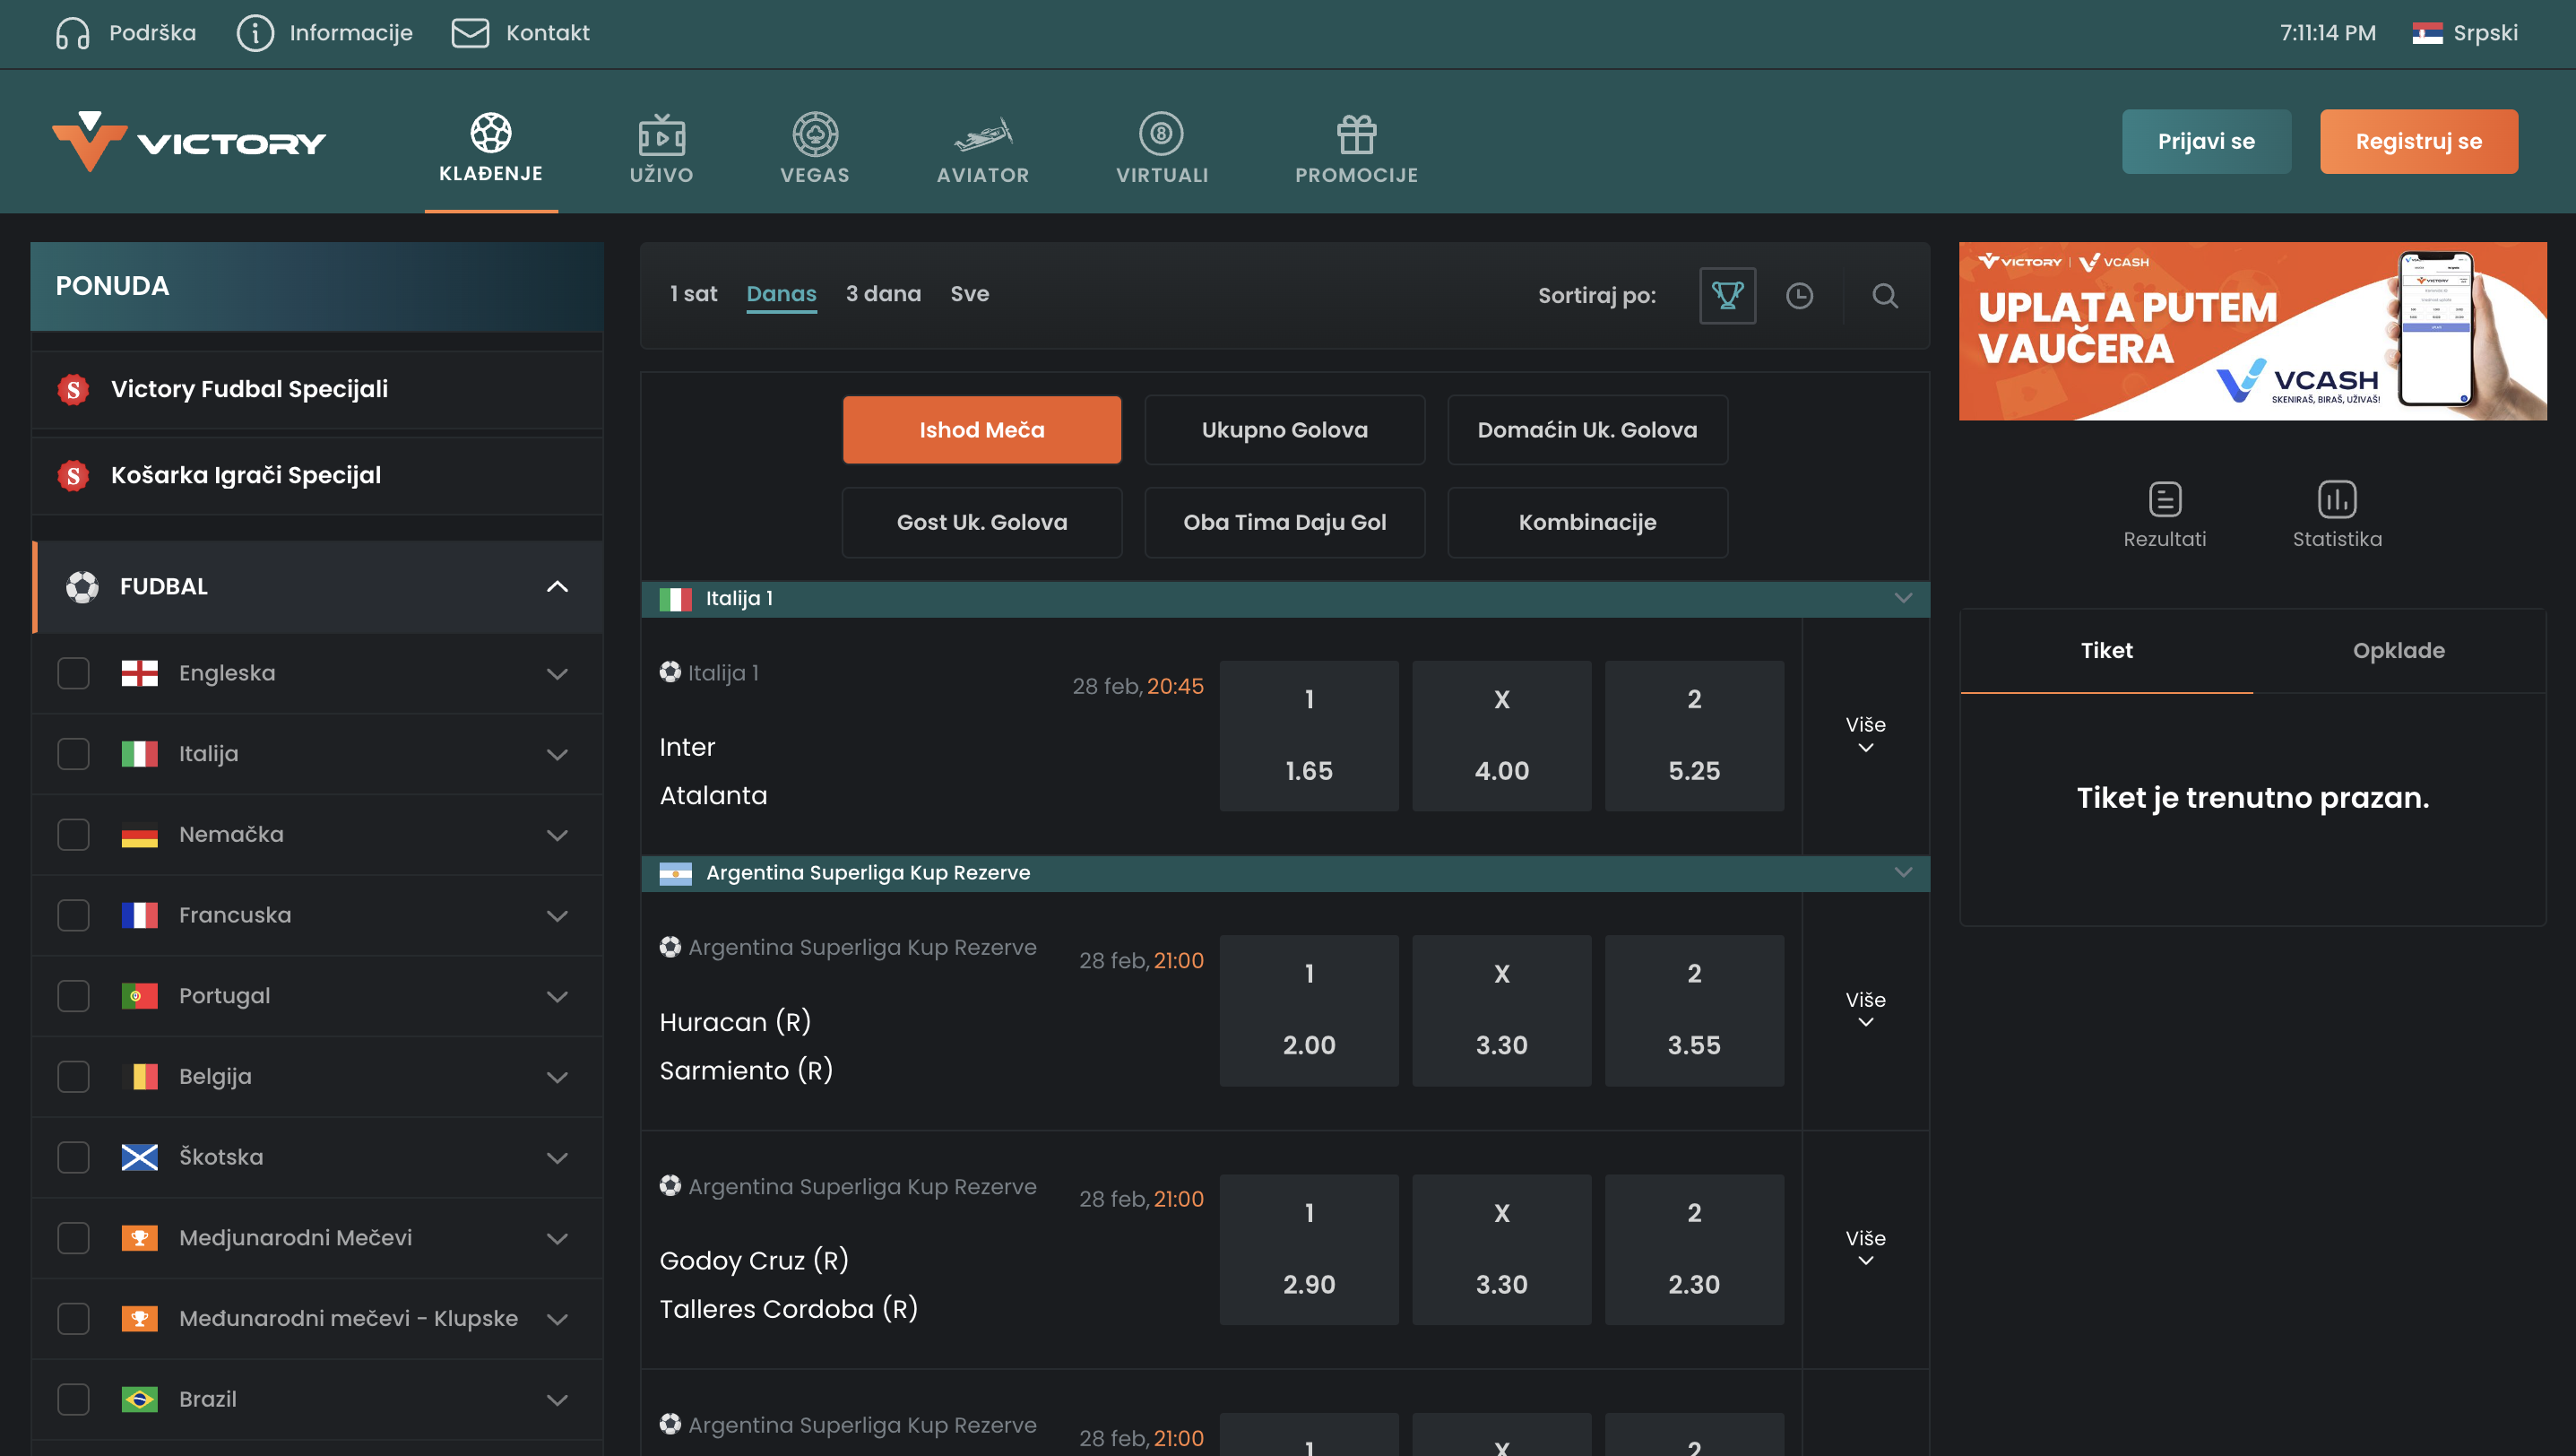 Podrška
Informacije
Kontakt
7:11:14 PM
Srpski
VICTORY
KLAĐENJE
UŽIVO
VEGAS
AVIATOR
VIRTUALI
PROMOCIJE
Prijavi se
Registruj se
PONUDA
Victory Fudbal Specijali
Košarka Igrači Specijal
FUDBAL
Engleska
Italija
Nemačka
Francuska
Portugal
Belgija
Škotska
Medjunarodni Mečevi
Međunarodni mečevi - Klupske
Brazil
1 sat
Danas
3 dana
Sve
Sortiraj po:
Ishod Meča
Ukupno Golova
Domaćin Uk. Golova
Gost Uk. Golova
Oba Tima Daju Gol
Kombinacije
Italija 1
Italija 1
28 feb, 20:45
Inter
Atalanta
1
X
2
1.65
4.00
5.25
Više
Argentina Superliga Kup Rezerve
Argentina Superliga Kup Rezerve
28 feb, 21:00
Huracan (R)
Sarmiento (R)
1
X
2
2.00
3.30
3.55
Više
Argentina Superliga Kup Rezerve
28 feb, 21:00
Godoy Cruz (R)
Talleres Cordoba (R)
1
X
2
2.90
3.30
2.30
Više
Argentina Superliga Kup Rezerve
28 feb, 21:00
1
X
2
VICTORY | VCASH
UPLATA PUTEM
VAUČERA
VCASH
SKENIRAŠ, BIRAŠ, UŽIVAŠ!
Rezultati
Statistika
Tiket
Opklade
Tiket je trenutno prazan.